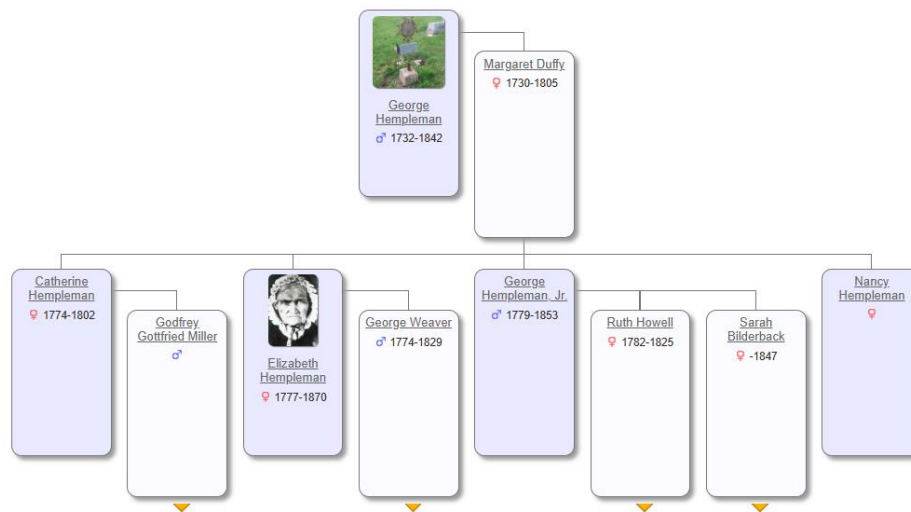 George
Hempleman
♂ 1732-1842
Margaret Duffy
♀ 1730-1805
Catherine
Hempleman
♀ 1774-1802
Godfrey
Gottfried Miller
♂
Elizabeth
Hempleman
♀ 1777-1870
George Weaver
♂ 1774-1829
George
Hempleman, Jr.
♂ 1779-1853
Ruth Howell
♀ 1782-1825
Sarah
Bilderback
♀ -1847
Nancy
Hempleman
♀